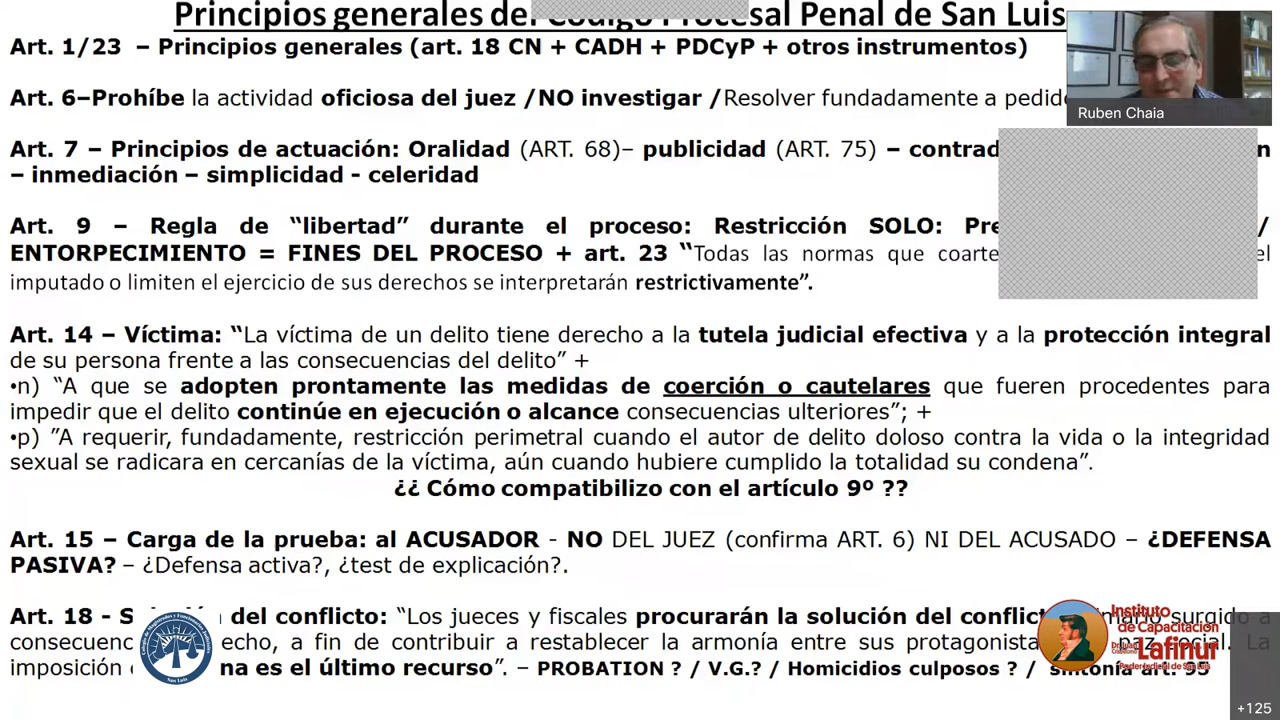 Principios generales del Código Procesal Penal de San Luis
Art. 1/23 – Principios generales (art. 18 CN + CADH + PDCyP + otros instrumentos)
Ruben Chaia
Art. 6–Prohíbe la actividad oficiosa del juez /NO investigar /Resolver fundadamente a
Art. 7 – Principios de actuación: Oralidad (ART. 68)– publicidad (ART. 75) –
– inmediación – simplicidad - celeridad
Art. 9 – Regla de “libertad” durante el proceso: Restricción SOLO: /
ENTORPECIMIENTO = FINES DEL PROCESO + art. 23 “Todas las normas que el
imputado o limiten el ejercicio de sus derechos se interpretarán restrictivamente”.
Art. 14 – Víctima: “La víctima de un delito tiene derecho a la tutela judicial efectiva y a la protección integral
de su persona frente a las consecuencias del delito” +
•n) “A que se adopten prontamente las medidas de coerción o cautelares que fueren procedentes para
impedir que el delito continúe en ejecución o alcance consecuencias ulteriores”; +
•p) ”A requerir, fundadamente, restricción perimetral cuando el autor de delito doloso contra la vida o la integridad
sexual se radicara en cercanías de la víctima, aún cuando hubiere cumplido la totalidad su condena”.
¿¿ Cómo compatibilizo con el artículo 9º ??
Art. 15 – Carga de la prueba: al ACUSADOR - NO DEL JUEZ (confirma ART. 6) NI DEL ACUSADO – ¿DEFENSA
PASIVA? – ¿Defensa activa?, ¿test de explicación?.
Art. 18 - del conflicto: “Los jueces y fiscales procurarán la solución del surgido a
a fin de contribuir a restablecer la armonía entre sus social. La
imposición es el último recurso”. – PROBATION ? / V.G.? / Homicidios culposos ? / sintonía art. 95
San Luis
Instituto
de Capacitación
Lafinur
Poder Judicial de San Luis
+125